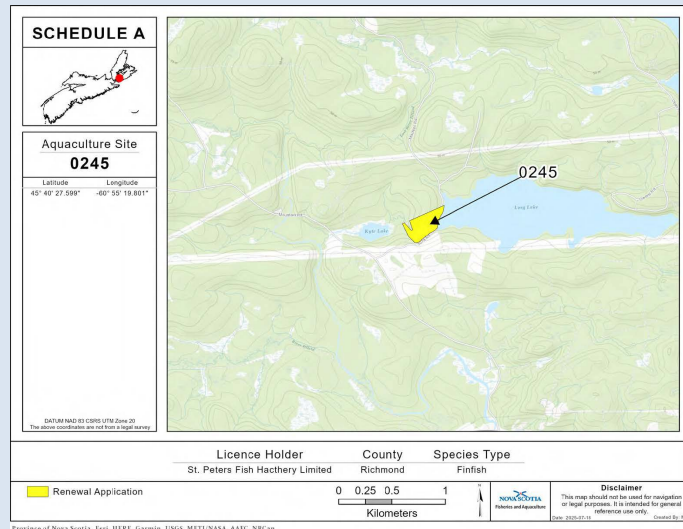 SCHEDULE A
Aquaculture Site
0245
Latitude Longitude
45° 40' 27.599" -60° 55' 19.801"
DATUM NAD 83 CSRS UTM Zone 20
The above coordinates are not from a legal survey
0245
Long Lake
Kyle Lake
Licence Holder County Species Type
St. Peters Fish Hacthery Limited Richmond Finfish
Renewal Application
0 0.25 0.5 1
Kilometers
NOVA SCOTIA
Fisheries and Aquaculture
Disclaimer
This map should not be used for navigation
or legal purposes. It is intended for general
reference use only.
Date: 2025-07-16 Created By:
Province of Nova Scotia, Esri, HERE, Garmin, USGS, METI/NASA, AAFC, NRCan